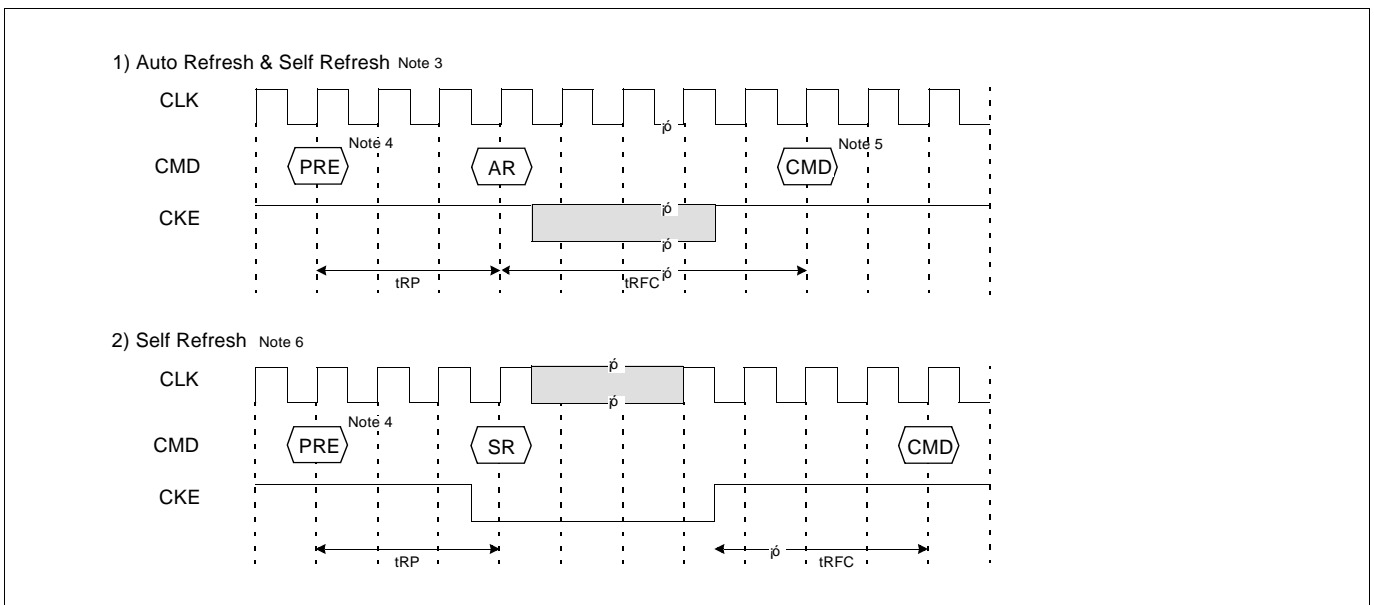 1) Auto Refresh & Self Refresh Note 3
CLK
¡ó
CMD
PRE
Note 4
AR
CMD
Note 5
CKE
¡ó
¡ó
tRP
tRFC
¡ó
2) Self Refresh Note 6
CLK
¡ó
¡ó
CMD
PRE
Note 4
SR
CMD
CKE
tRP
¡ó
tRFC